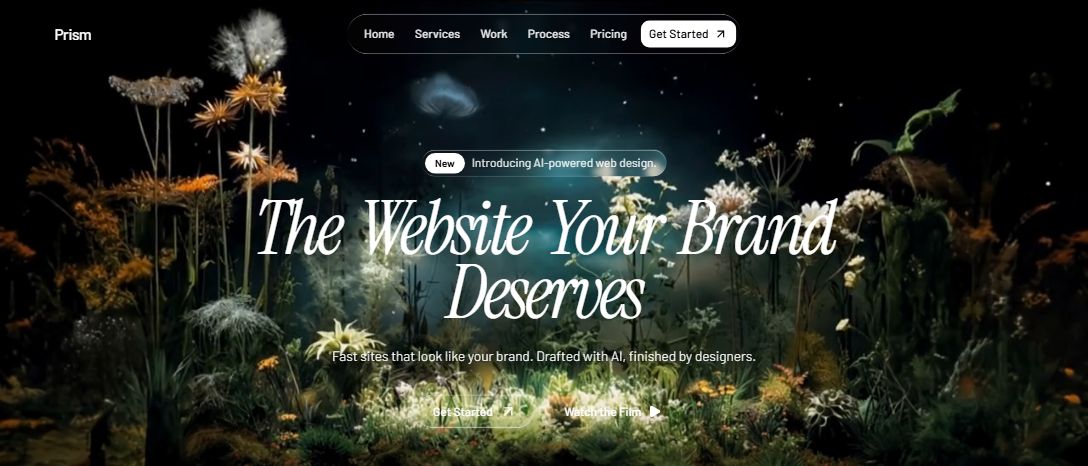 Prism
Home Services Work Process Pricing Get Started
New Introducing AI-powered web design.
The Website Your Brand
Deserves
Fast sites that look like your brand. Drafted with AI, finished by designers.
Get Started Watch the Film